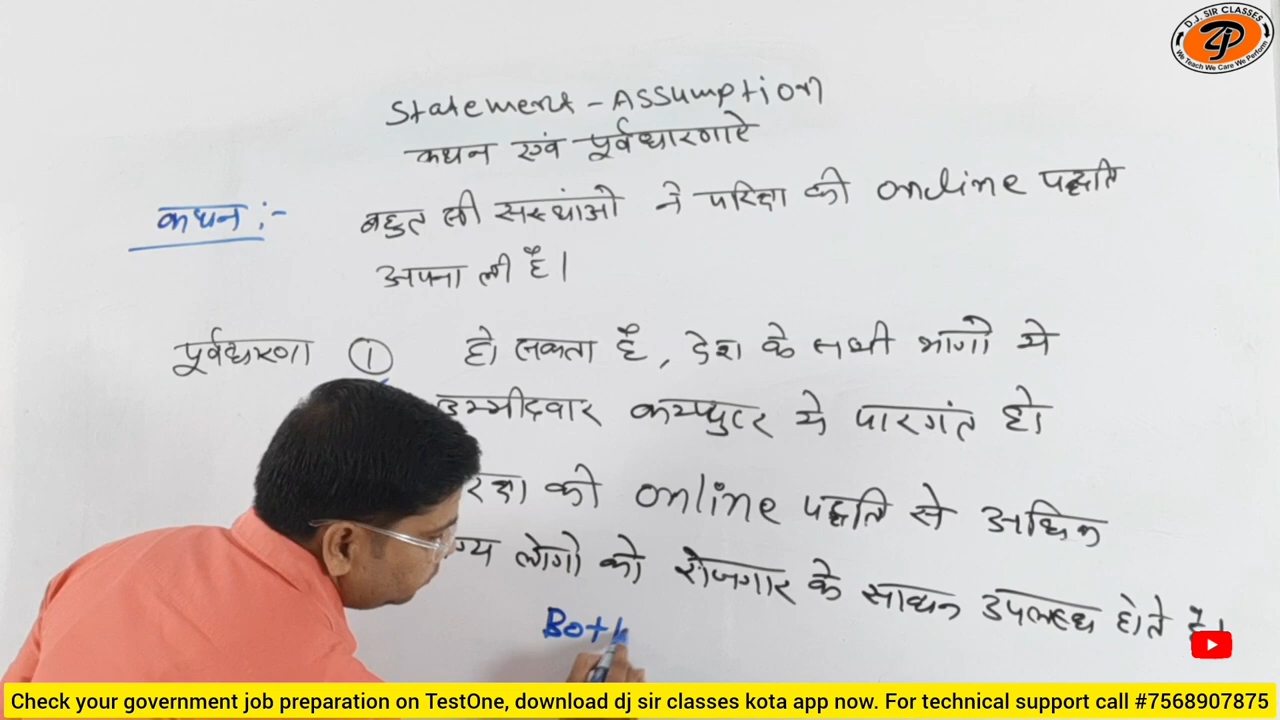 D.J. SIR CLASSES
We Teach We Care We Perform
Statement - Assumption
कथन एवं पूर्वधारणाऐ
कथन :- बहुत सी संस्थांओ ने परिक्षा की online पद्धति
अपना ली है।
पूर्वधारणा ① हो सकता है, देश के सभी भागों मे
उम्मीदवार कम्प्युटर मे पारगंत हो
की online पद्धति से अधिक
लोगो को रोजगार के साधन उपलब्ध होते है।
Both
Check your government job preparation on TestOne, download dj sir classes kota app now. For technical support call #7568907875